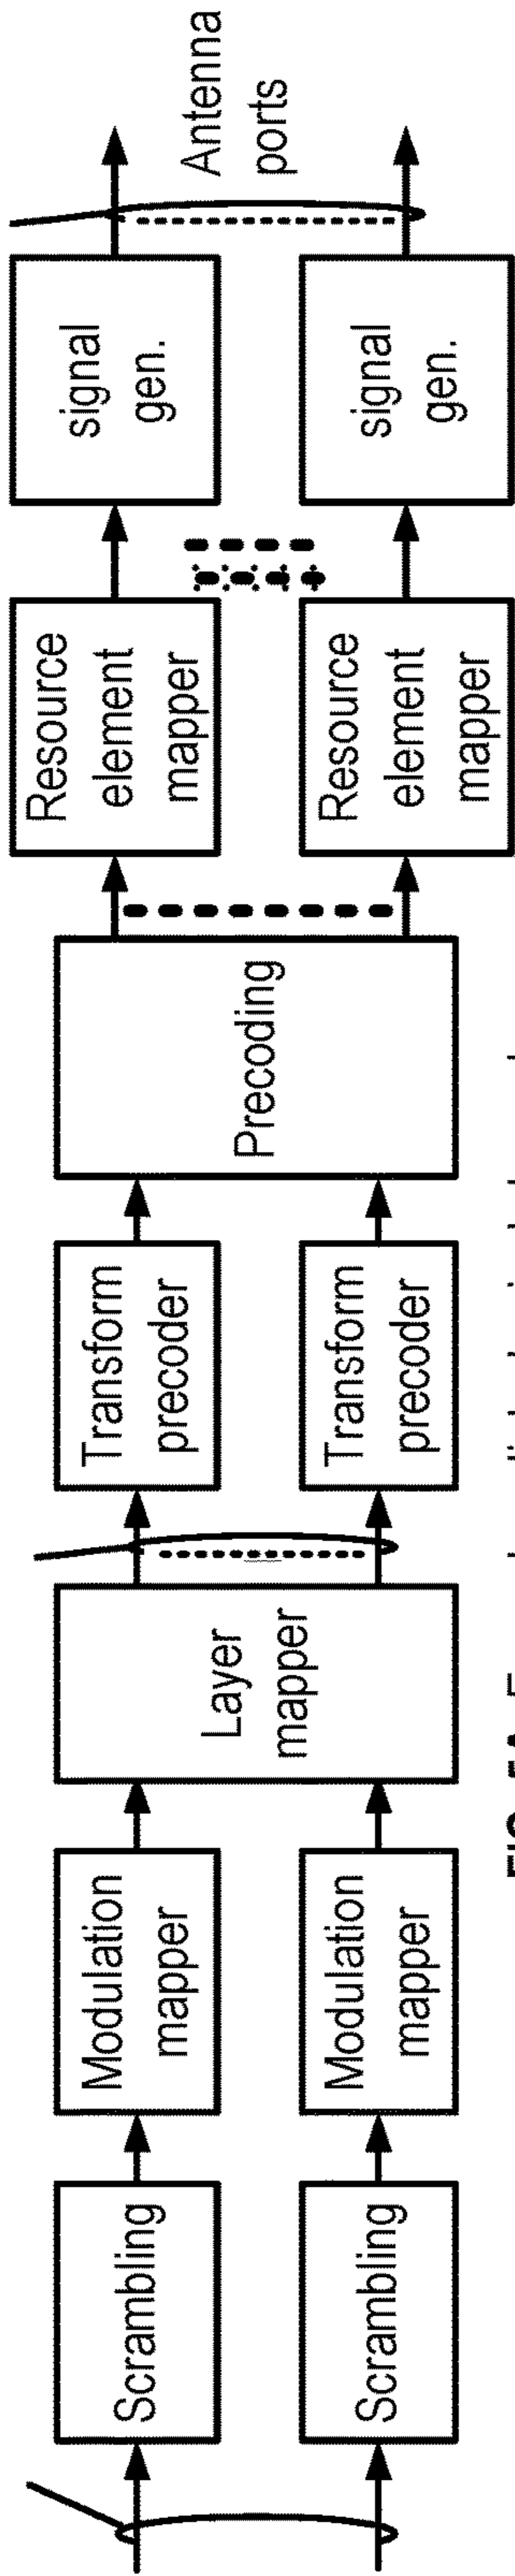 Scrambling
Scrambling
Modulation
mapper
Modulation
mapper
Layer
mapper
Transform
precoder
Transform
precoder
Precoding
Resource
element
mapper
Resource
element
mapper
signal
gen.
signal
gen.
Antenna
ports